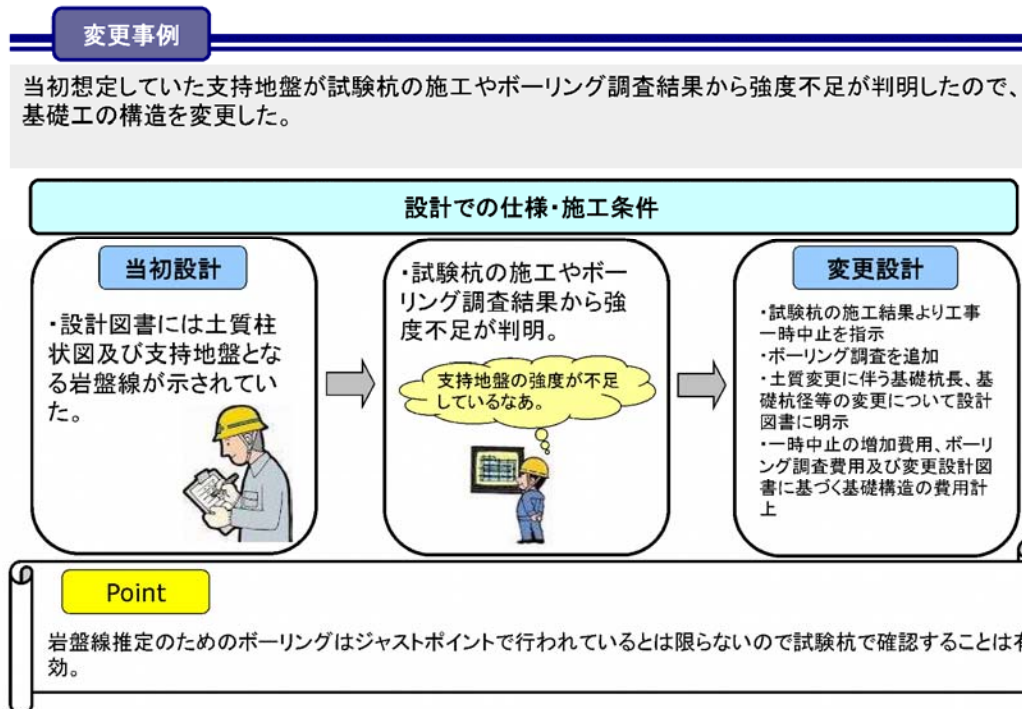 変更事例
当初想定していた支持地盤が試験杭の施工やボーリング調査結果から強度不足が判明したので、
基礎工の構造を変更した。
設計での仕様・施工条件
当初設計
・設計図書には土質柱
状図及び支持地盤とな
る岩盤線が示されてい
た。
・試験杭の施工やボー
リング調査結果から強
度不足が判明。
支持地盤の強度が不足
しているなあ。
変更設計
・試験杭の施工結果より工事
一時中止を指示
・ボーリング調査を追加
・土質変更に伴う基礎杭長、基
礎杭径等の変更について設計
図書に明示
・一時中止の増加費用、ボーリ
ング調査費用及び変更設計図
書に基づく基礎構造の費用計
上
Point
岩盤線推定のためのボーリングはジャストポイントで行われているとは限らないので試験杭で確認することは有
効。